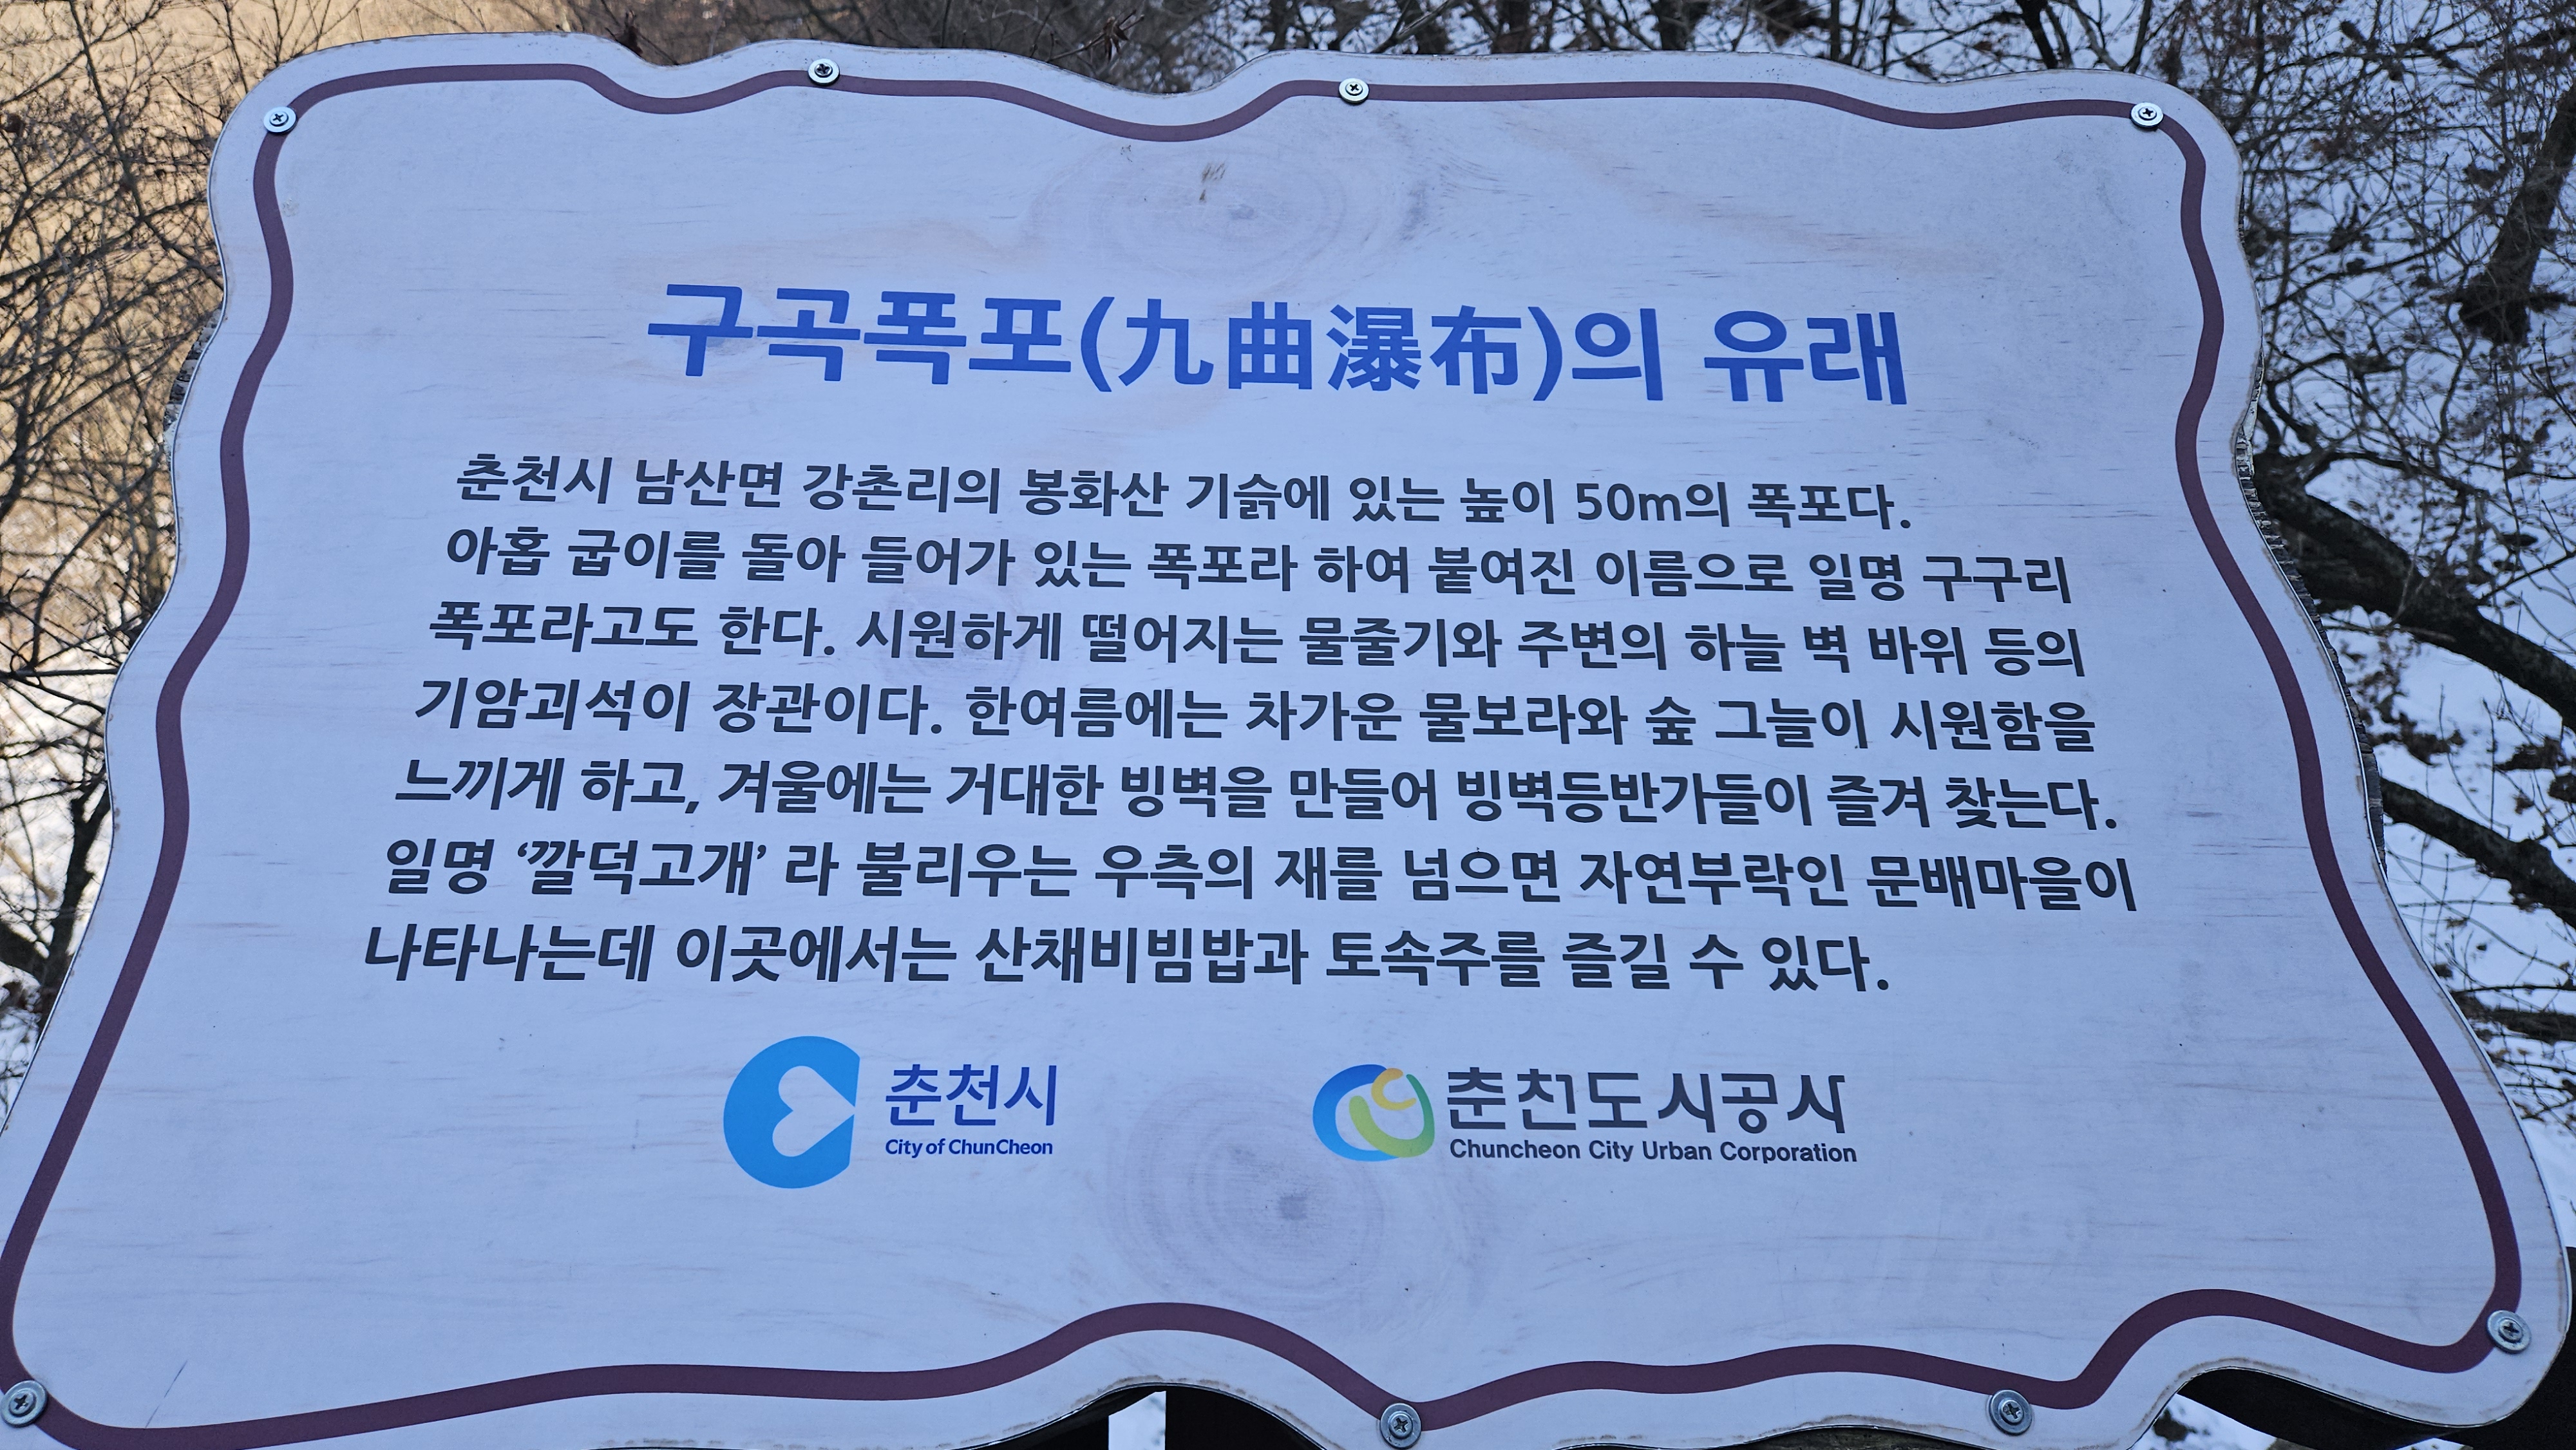 구곡폭포(九曲瀑布)의 유래
춘천시 남산면 강촌리의 봉화산 기슭에 있는 높이 50m의 폭포다.
아홉 굽이를 돌아 들어가 있는 폭포라 하여 붙여진 이름으로 일명 구구리
폭포라고도 한다. 시원하게 떨어지는 물줄기와 주변의 하늘 벽 바위 등의
기암괴석이 장관이다. 한여름에는 차가운 물보라와 숲 그늘이 시원함을
느끼게 하고, 겨울에는 거대한 빙벽을 만들어 빙벽등반가들이 즐겨 찾는다.
일명 ‘깔덕고개’ 라 불리우는 우측의 재를 넘으면 자연부락인 문배마을이
나타나는데 이곳에서는 산채비빔밥과 토속주를 즐길 수 있다.
춘천시
City of ChunCheon
춘천도시공사
Chuncheon City Urban Corporation